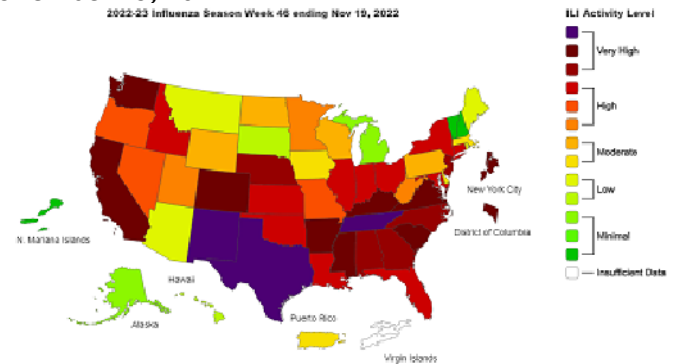 2022-23 Influenza Season Week 46 ending Nov 19, 2022
ILI Activity Level
Very High
High
Moderate
Low
Minimal
Insufficient Data
New York City
District of Columbia
N. Mariana Islands
Hawaii
Alaska
Puerto Rico
Virgin Islands